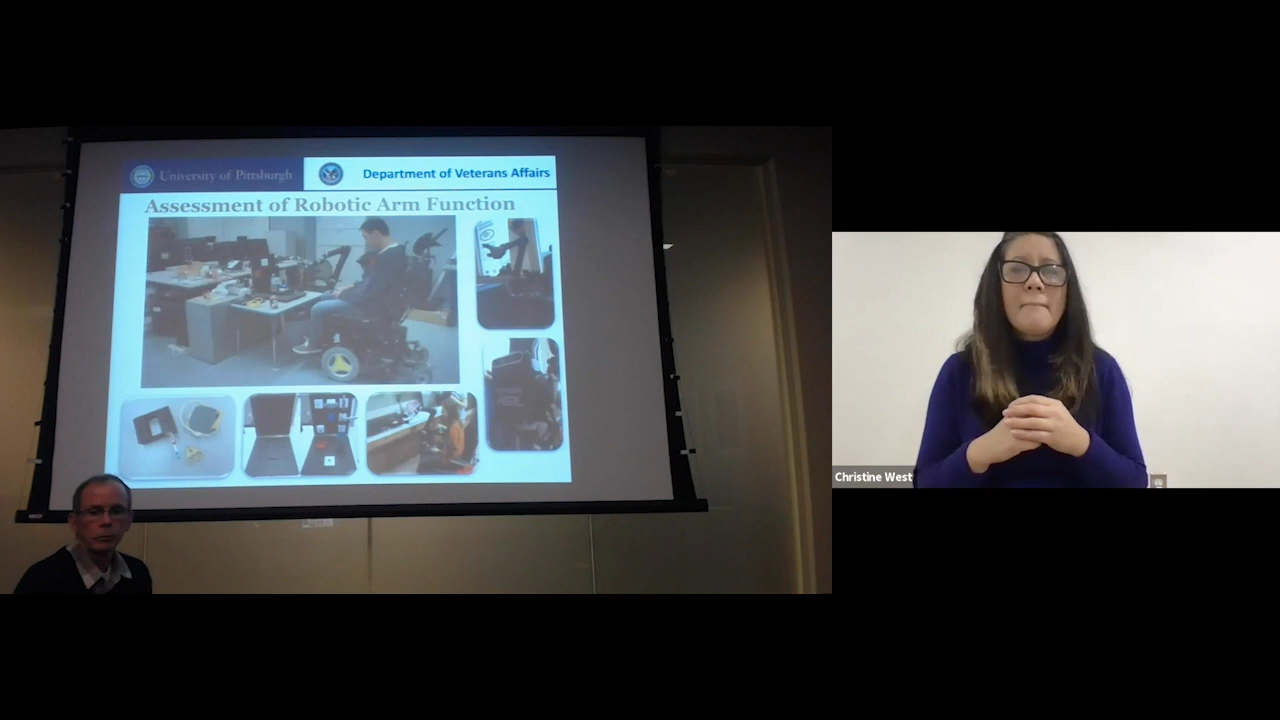 University of Pittsburgh
Department of Veterans Affairs
Assessment of Robotic Arm Function
Christine West